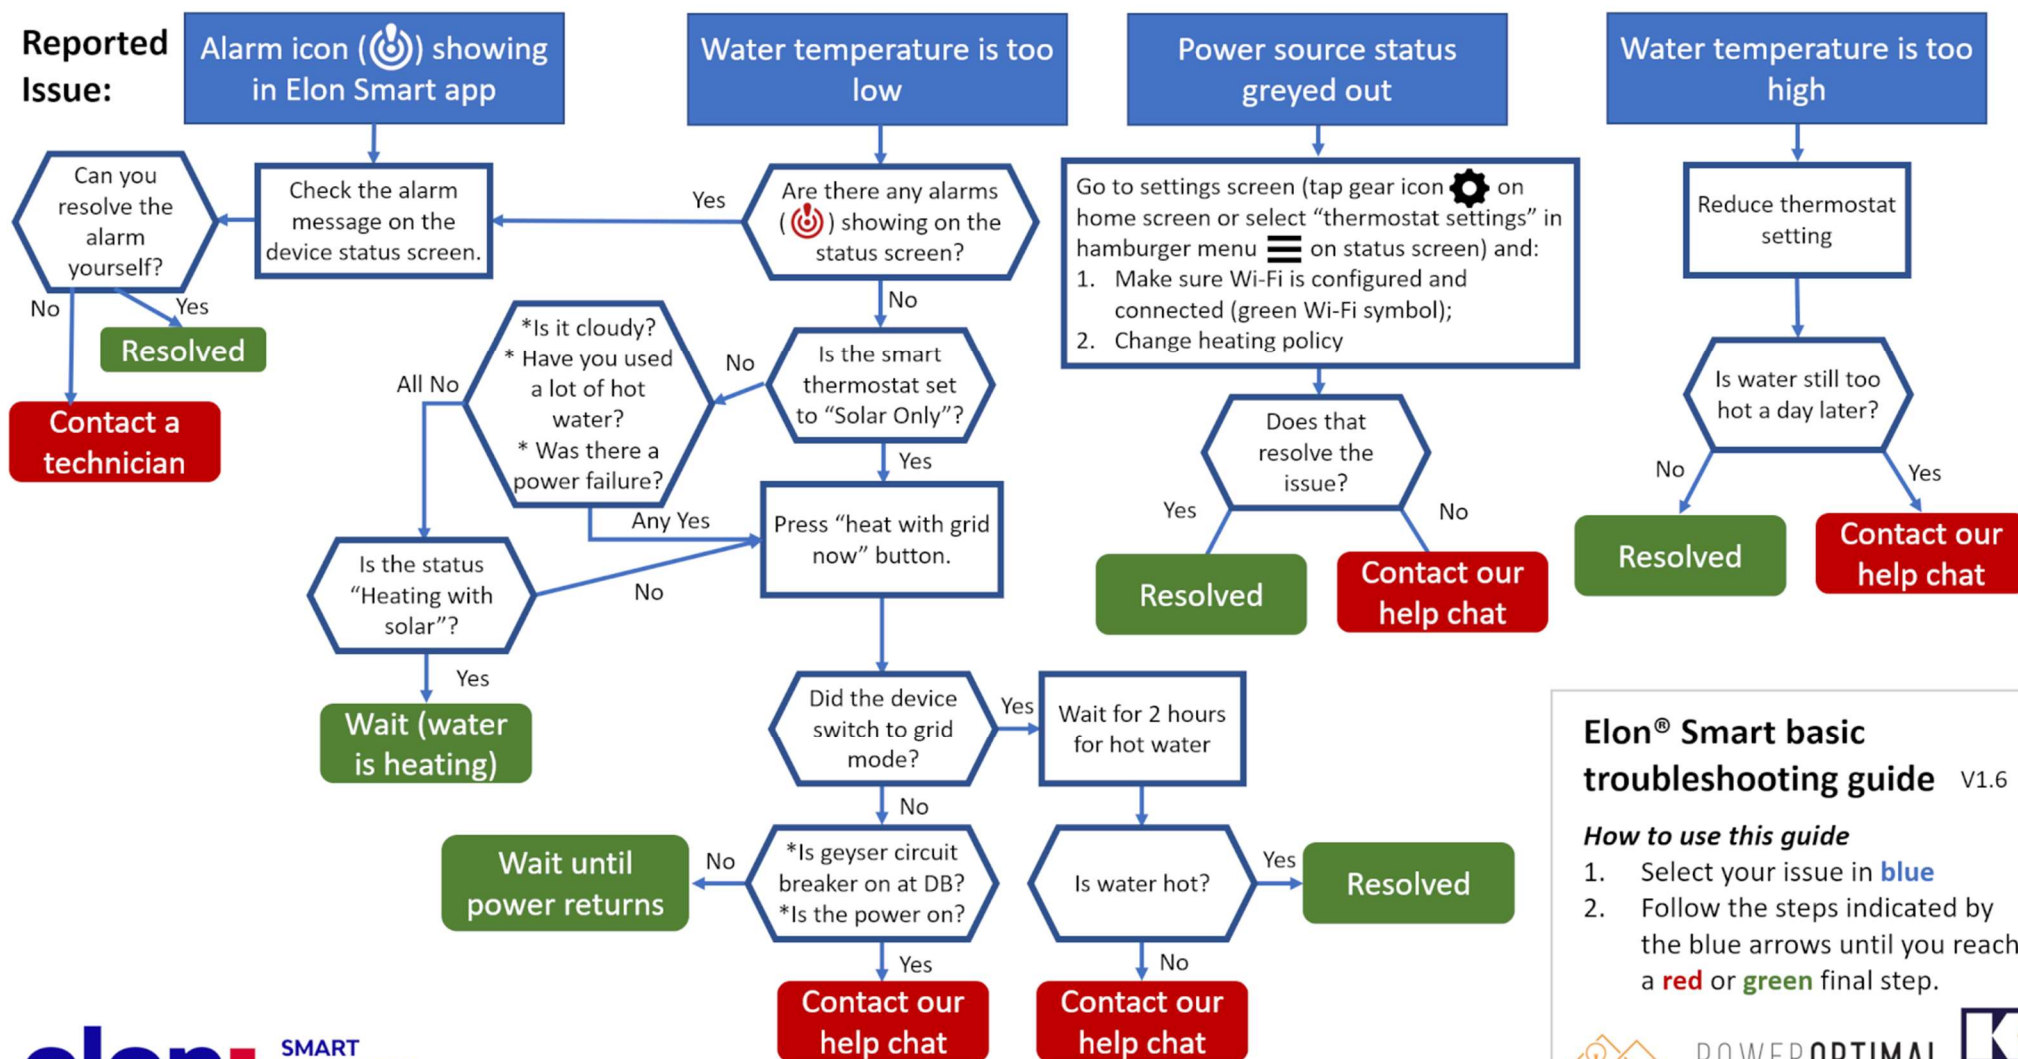 Reported
Issue:
Alarm icon ( ) showing
in Elon Smart app
Water temperature is too
low
Power source status
greyed out
Water temperature is too
high
Can you
resolve the
alarm
yourself?
Check the alarm
message on the
device status screen.
Yes
Are there any alarms
( ) showing on the
status screen?
Go to settings screen (tap gear icon on
home screen or select “thermostat settings” in
hamburger menu on status screen) and:
1. Make sure Wi-Fi is configured and
connected (green Wi-Fi symbol);
2. Change heating policy
Reduce thermostat
setting
No
Yes
Resolved
Contact a
technician
No
*Is it cloudy?
* Have you used
a lot of hot
water?
* Was there a
power failure?
No
Is the smart
thermostat set
to “Solar Only”?
All No
Any Yes
Yes
Is the status
“Heating with
solar”?
No
Press “heat with grid
now” button.
Yes
Wait (water
is heating)
Does that
resolve the
issue?
Yes
No
Resolved
Contact our
help chat
Is water still too
hot a day later?
No
Yes
Resolved
Contact our
help chat
Did the device
switch to grid
mode?
Yes
Wait for 2 hours
for hot water
No
Wait until
power returns
No
*Is geyser circuit
breaker on at DB?
*Is the power on?
Is water hot?
Yes
Resolved
Yes
No
Contact our
help chat
Contact our
help chat
Elon® Smart basic
troubleshooting guide V1.6
How to use this guide
1. Select your issue in blue
2. Follow the steps indicated by
the blue arrows until you reach
a red or green final step.
elon
SMART
POWEROPTIMAL